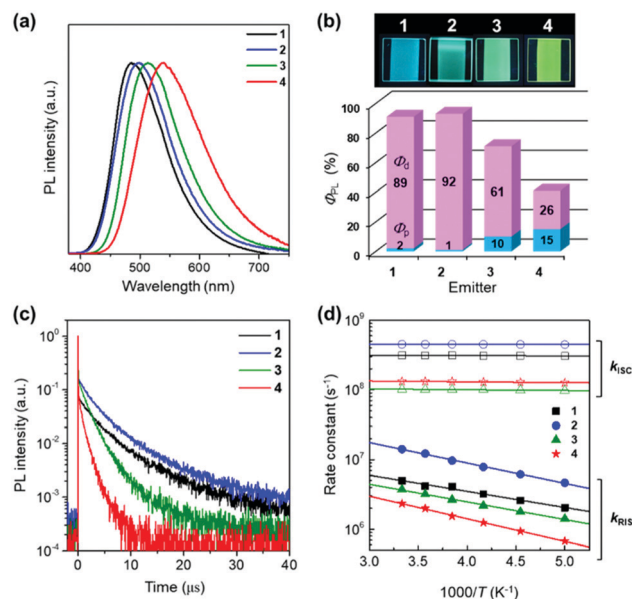 (a)
PL intensity (a.u.)
1
2
3
4
400
500
600
700
Wavelength (nm)
(b)
1 2 3 4
Φ_PL (%)
100
80
60
40
20
0
Φ_d
89
92
61
26
Φ_p
2
1
10
15
1 2 3 4
Emitter
(c)
PL intensity (a.u.)
10^0
10^-1
10^-2
10^-3
10^-4
1
2
3
4
0
10
20
30
40
Time (μs)
(d)
Rate constant (s^-1)
10^9
10^8
10^7
10^6
k_ISC
1
2
3
4
k_RIS
3.0
3.5
4.0
4.5
5.0
1000/T (K^-1)